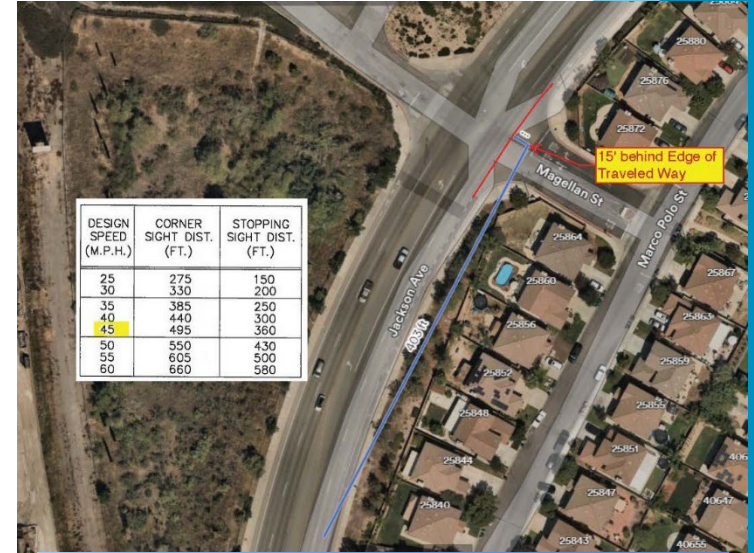 25880
25876
25872
15' behind Edge of
Traveled Way
Magellan St
Marco Polo St
DESIGN SPEED (M.P.H.) CORNER SIGHT DIST. (FT.) STOPPING SIGHT DIST. (FT.)
25 275 150
30 330 200
35 385 250
40 440 300
45 495 360
50 550 430
55 605 500
60 660 580
Jackson Ave
403 ft
25864
25860
25856
25852
25848
25844
25840
25867
25863
25859
25855
25851
25847
25843
40647
40655